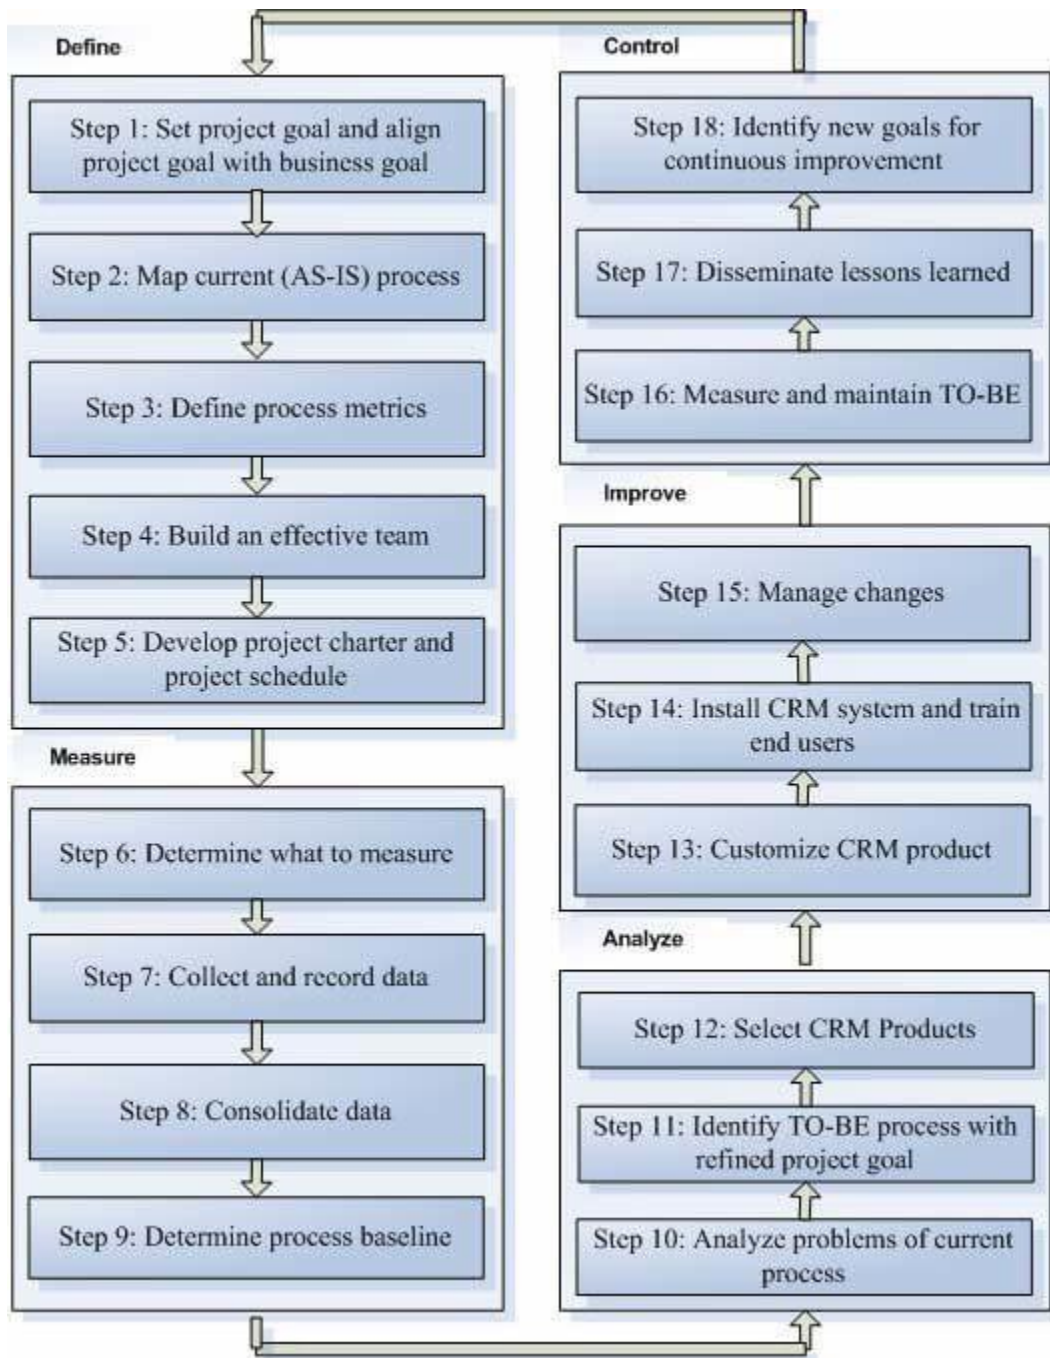 Define
Step 1: Set project goal and align
project goal with business goal
Step 2: Map current (AS-IS) process
Step 3: Define process metrics
Step 4: Build an effective team
Step 5: Develop project charter and
project schedule
Measure
Step 6: Determine what to measure
Step 7: Collect and record data
Step 8: Consolidate data
Step 9: Determine process baseline
Control
Step 18: Identify new goals for
continuous improvement
Step 17: Disseminate lessons learned
Step 16: Measure and maintain TO-BE
Improve
Step 15: Manage changes
Step 14: Install CRM system and train
end users
Step 13: Customize CRM product
Analyze
Step 12: Select CRM Products
Step 11: Identify TO-BE process with
refined project goal
Step 10: Analyze problems of current
process